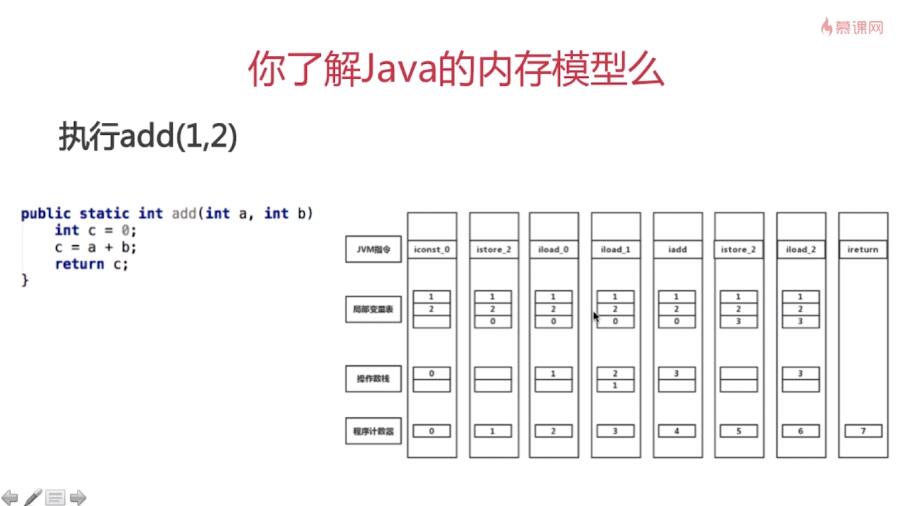 慕课网
你了解Java的内存模型么
执行add(1,2)
public static int add(int a, int b)
int c = 0;
c = a + b;
return c;
}
JVM指令 iconst_0 istore_2 iload_0 iload_1 iadd istore_2 iload_2 ireturn
局部变量表 1 1 1 1 1 1 1
2 2 2 2 2 2 2
0 0 0 0 3 3
操作数栈 0 1 2 3 3
1
程序计数器 0 1 2 3 4 5 6 7